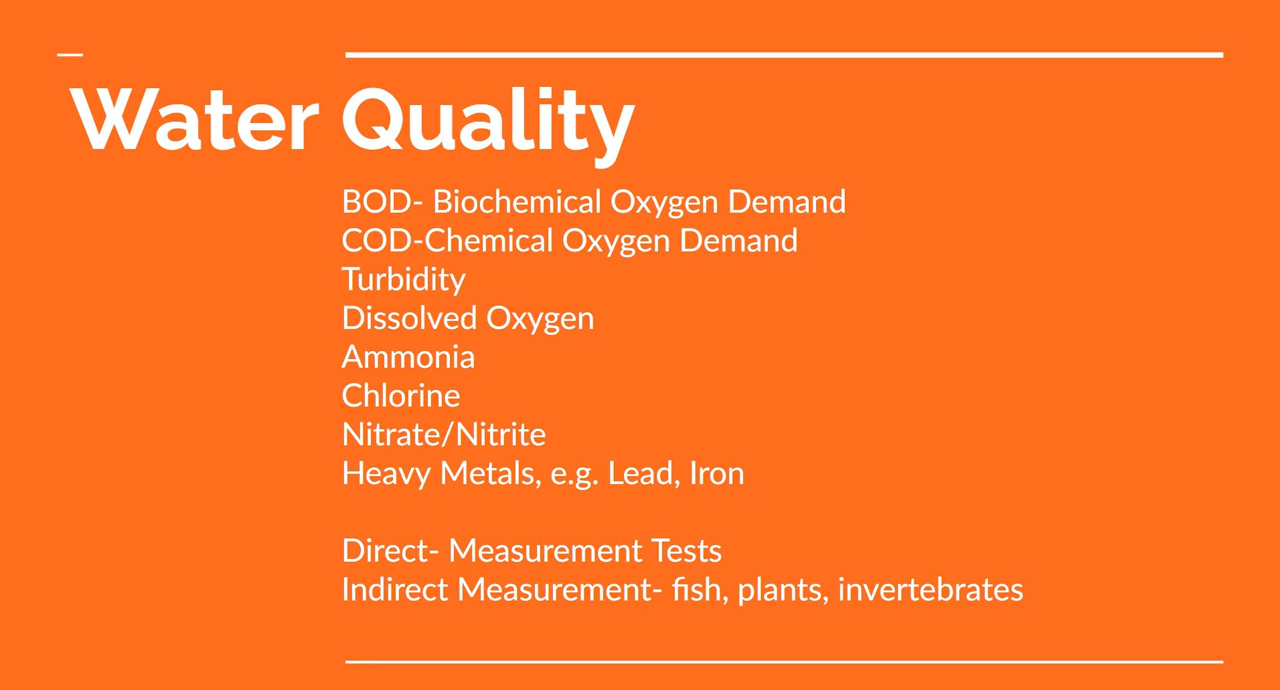 Water Quality
BOD- Biochemical Oxygen Demand
COD-Chemical Oxygen Demand
Turbidity
Dissolved Oxygen
Ammonia
Chlorine
Nitrate/Nitrite
Heavy Metals, e.g. Lead, Iron
Direct- Measurement Tests
Indirect Measurement- fish, plants, invertebrates